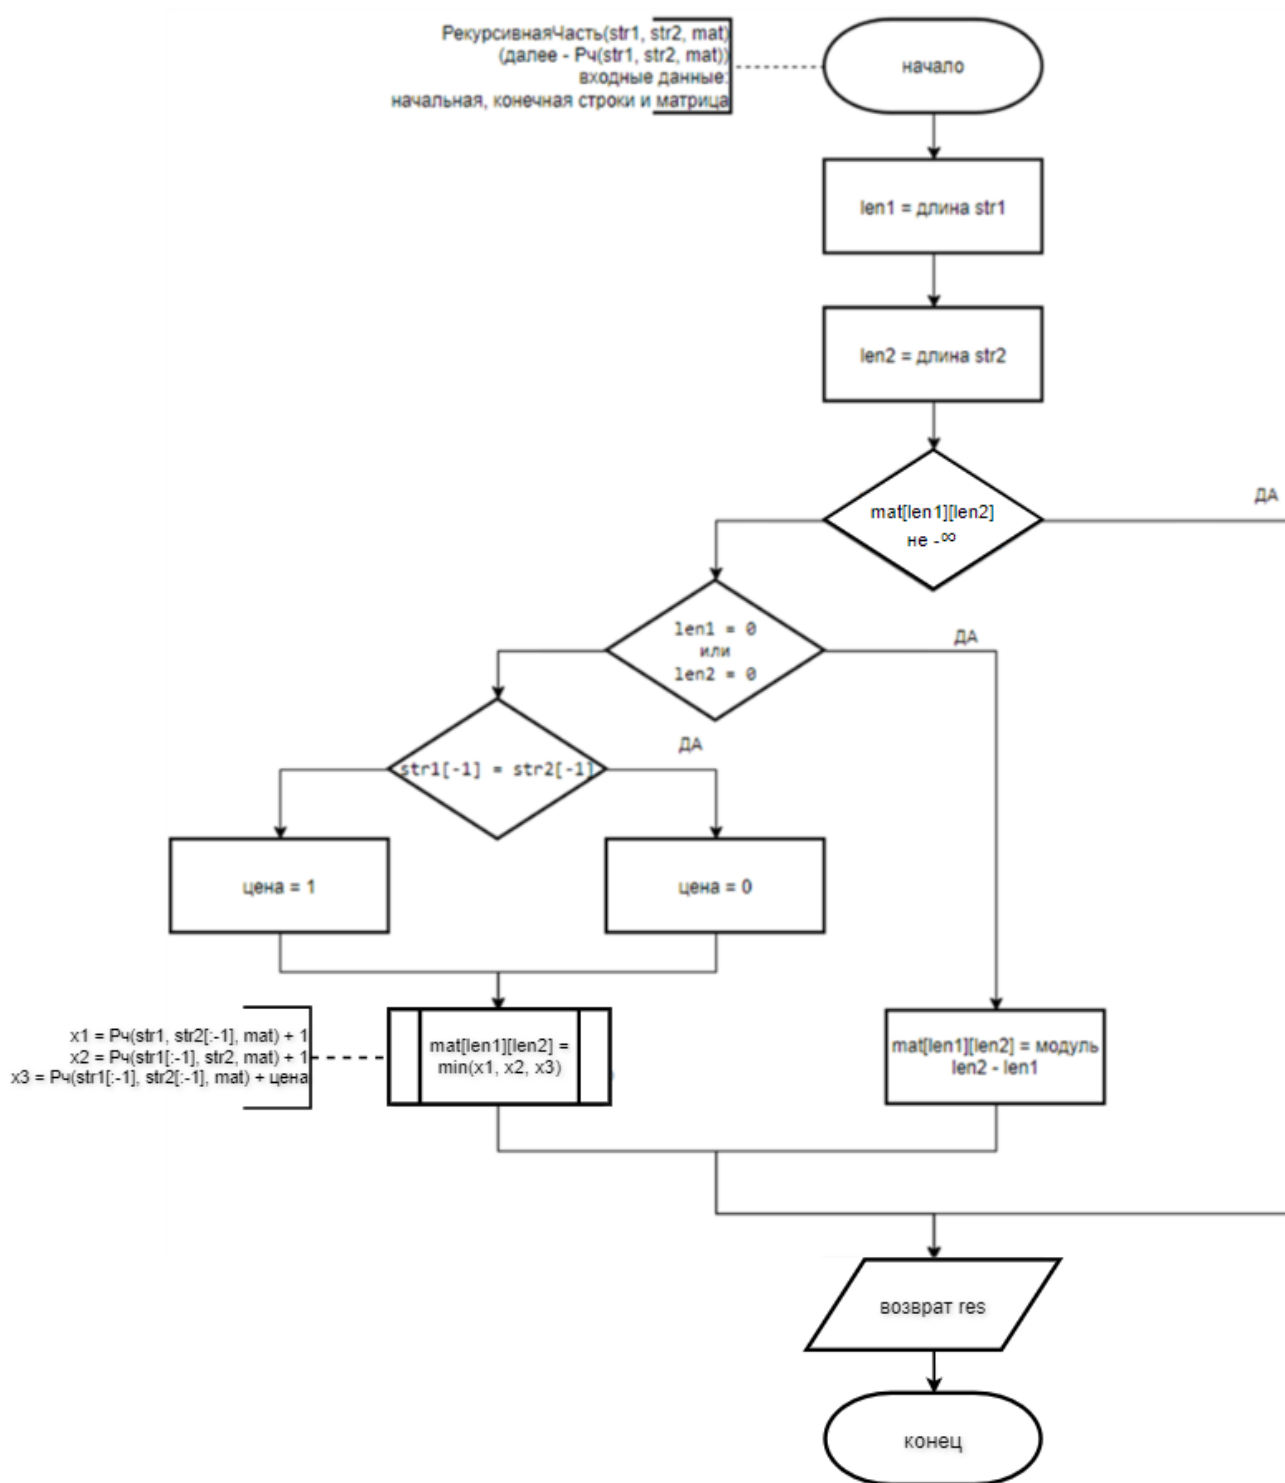 РекурсивнаяЧасть(str1, str2, mat)
(далее - Рч(str1, str2, mat))
входные данные:
начальная, конечная строки и матрица
начало
len1 = длина str1
len2 = длина str2
mat[len1][len2]
не -∞
ДА
len1 = 0
или
len2 = 0
ДА
str1[-1] = str2[-1]
ДА
цена = 1
цена = 0
x1 = Рч(str1, str2[:-1], mat) + 1
x2 = Рч(str1[:-1], str2, mat) + 1
x3 = Рч(str1[:-1], str2[:-1], mat) + цена
mat[len1][len2] =
min(x1, x2, x3)
mat[len1][len2] = модуль
len2 - len1
возврат res
конец